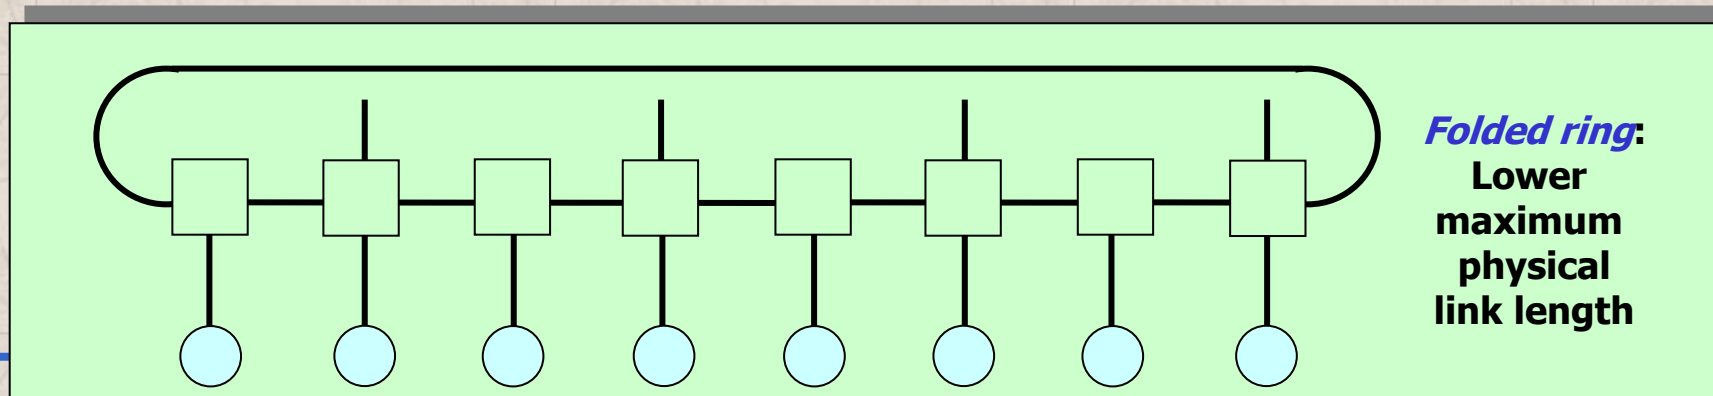 Folded ring:
Lower
maximum
physical
link length